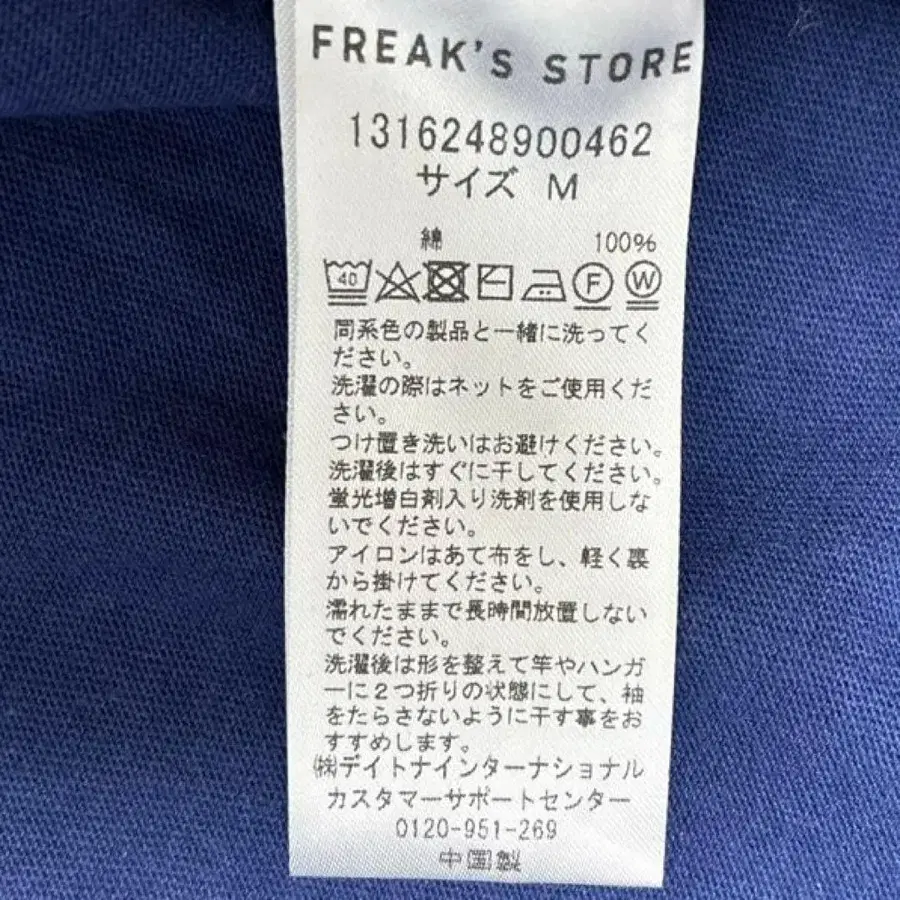 FREAK'S STORE
1316248900462
サイズ M
綿 100%
40 F W
同系色の製品と一緒に洗ってく
ださい。
洗濯の際はネットをご使用くだ
さい。
つけ置き洗いはお避けください。
洗濯後はすぐに干してください。
蛍光増白剤入り洗剤を使用しな
いでください。
アイロンはあて布をし、軽く裏
から掛けてください。
濡れたままで長時間放置しない
でください。
洗濯後は形を整えて竿やハンガ
ーに2つ折りの状態にして、袖
をたらさないように干す事をお
すすめします。
㈱デイトナインターナショナル
カスタマーサポートセンター
0120-951-269
中国製